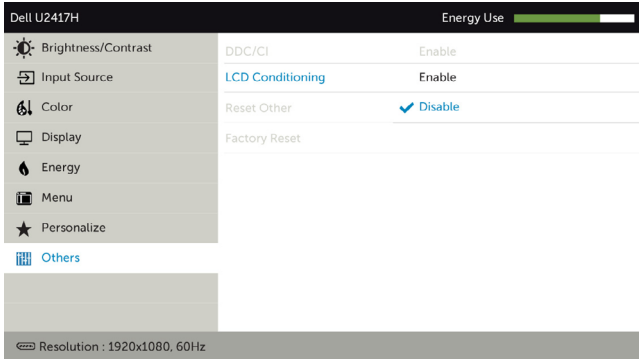 Dell U2417H Energy Use
Brightness/Contrast DDC/CI Enable
Input Source LCD Conditioning Enable
Color Reset Other Disable
Display Factory Reset
Energy
Menu
Personalize
Others
Resolution : 1920x1080, 60Hz